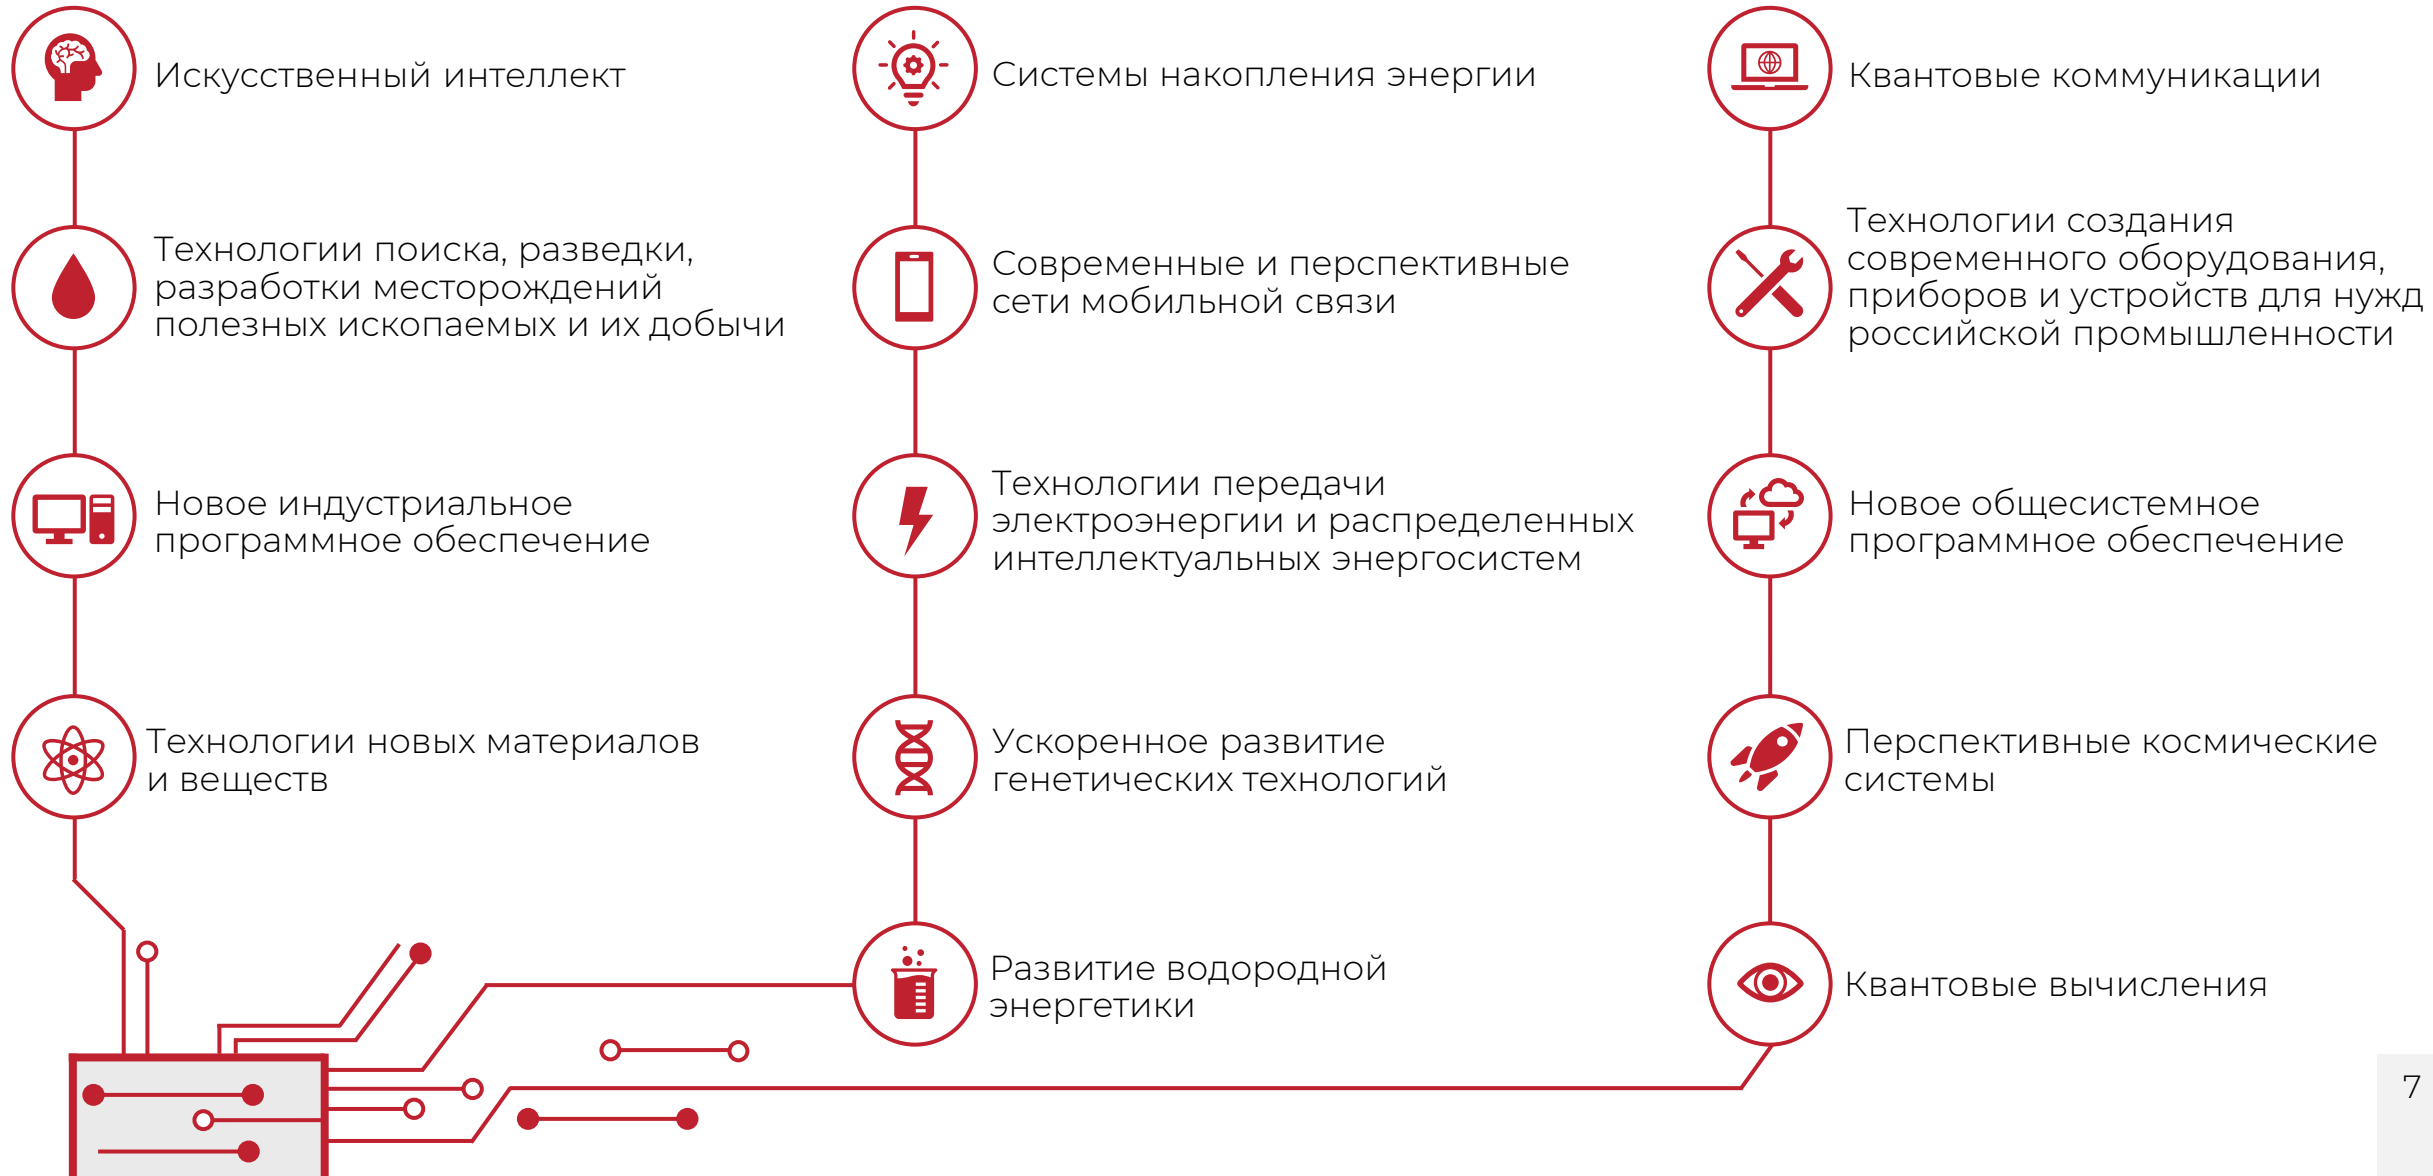 Искусственный интеллект
Технологии поиска, разведки,
разработки месторождений
полезных ископаемых и их добычи
Новое индустриальное
программное обеспечение
Технологии новых материалов
и веществ
Системы накопления энергии
Современные и перспективные
сети мобильной связи
Технологии передачи
электроэнергии и распределенных
интеллектуальных энергосистем
Ускоренное развитие
генетических технологий
Развитие водородной
энергетики
Квантовые коммуникации
Технологии создания
современного оборудования,
приборов и устройств для нужд
российской промышленности
Новое общесистемное
программное обеспечение
Перспективные космические
системы
Квантовые вычисления
7